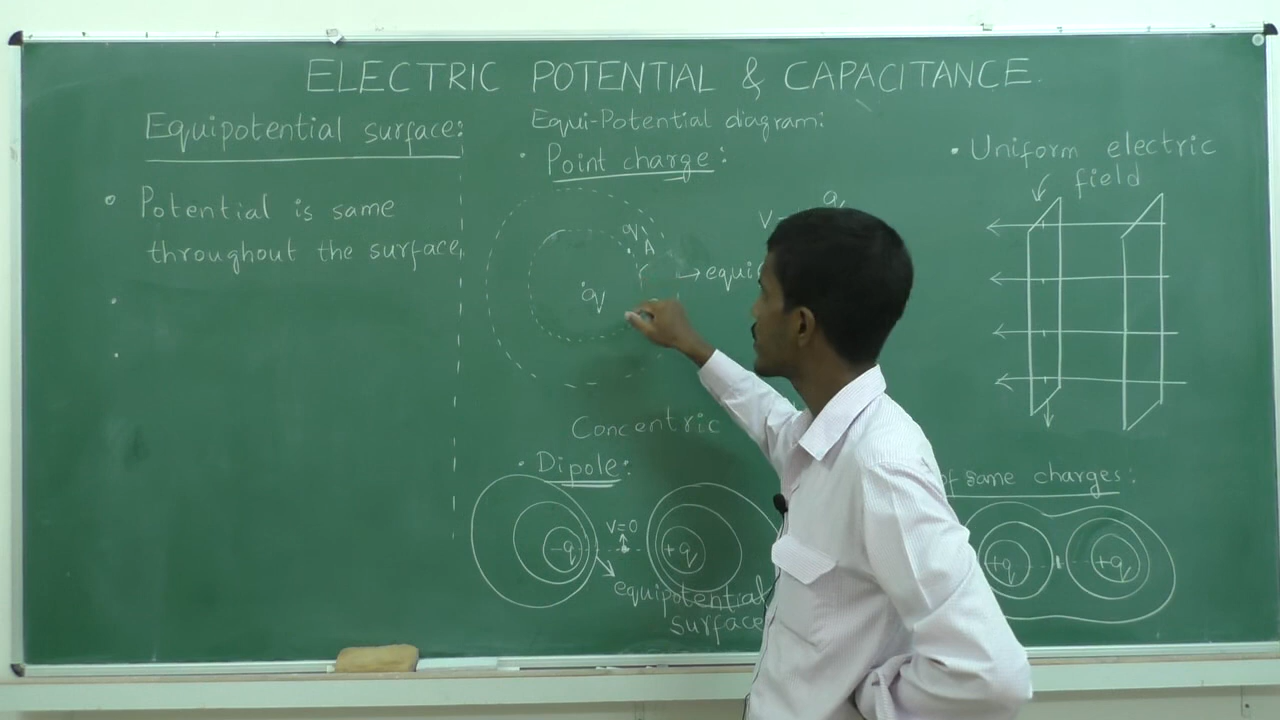 ELECTRIC POTENTIAL & CAPACITANCE.
Equipotential surface:
• Potential is same
throughout the surface
Equi-Potential diagram:
• Point charge:
q
A
q
→equi
V
q
Concentric
• Dipole:
-q
V=0
+q
equipotential
surface
• Uniform electric
field
of same charges:
+q
+q